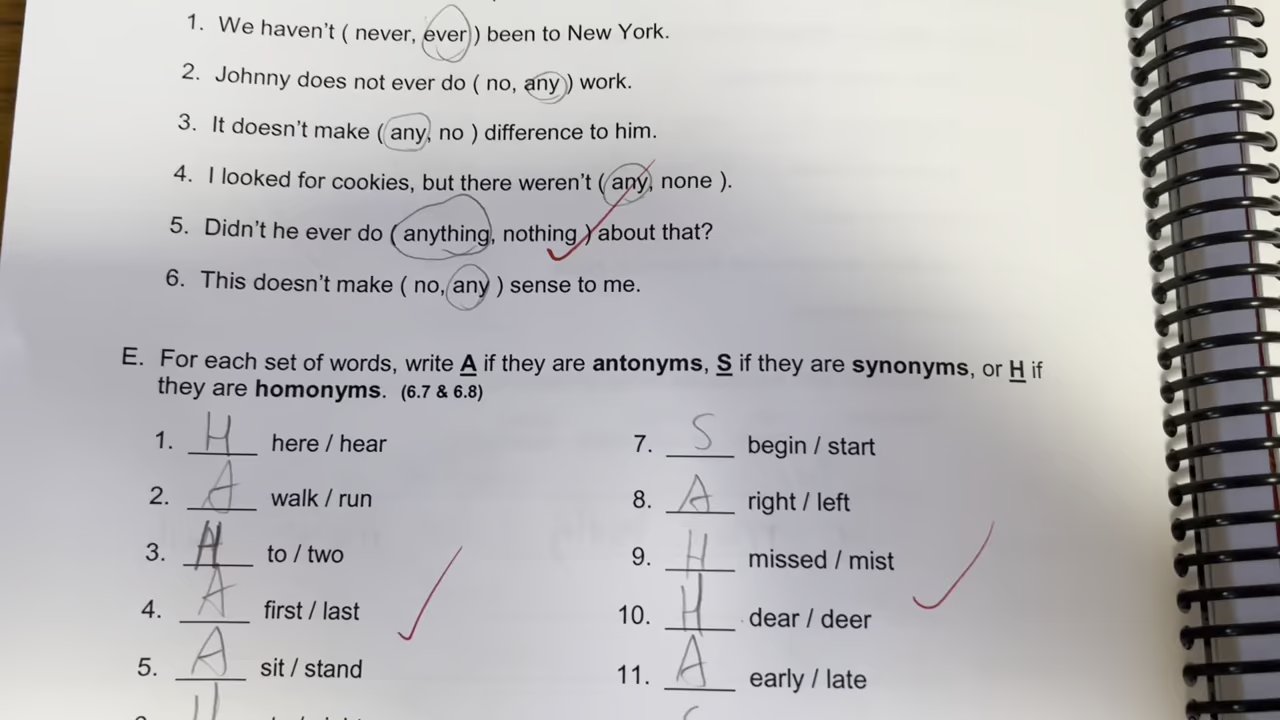 1. We haven't ( never, ever ) been to New York.
2. Johnny does not ever do ( no, any ) work.
3. It doesn't make ( any, no ) difference to him.
4. I looked for cookies, but there weren't ( any, none ).
5. Didn't he ever do ( anything, nothing ) about that?
6. This doesn't make ( no, any ) sense to me.
E. For each set of words, write A if they are antonyms, S if they are synonyms, or H if
they are homonyms. (6.7 & 6.8)
1. H here / hear
2. A walk / run
3. H to / two
4. A first / last
5. A sit / stand
7. S begin / start
8. A right / left
9. H missed / mist
10. H dear / deer
11. A early / late